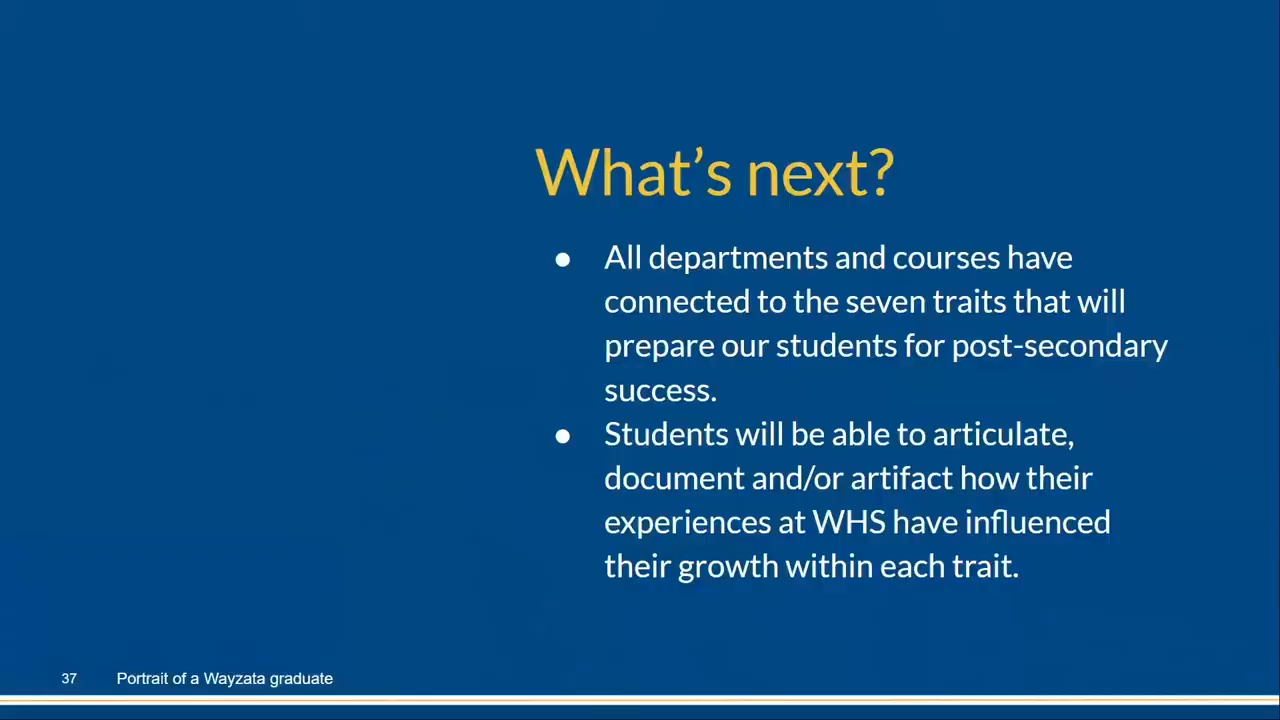 What's next?
● All departments and courses have
connected to the seven traits that will
prepare our students for post-secondary
success.
● Students will be able to articulate,
document and/or artifact how their
experiences at WHS have influenced
their growth within each trait.
37 Portrait of a Wayzata graduate